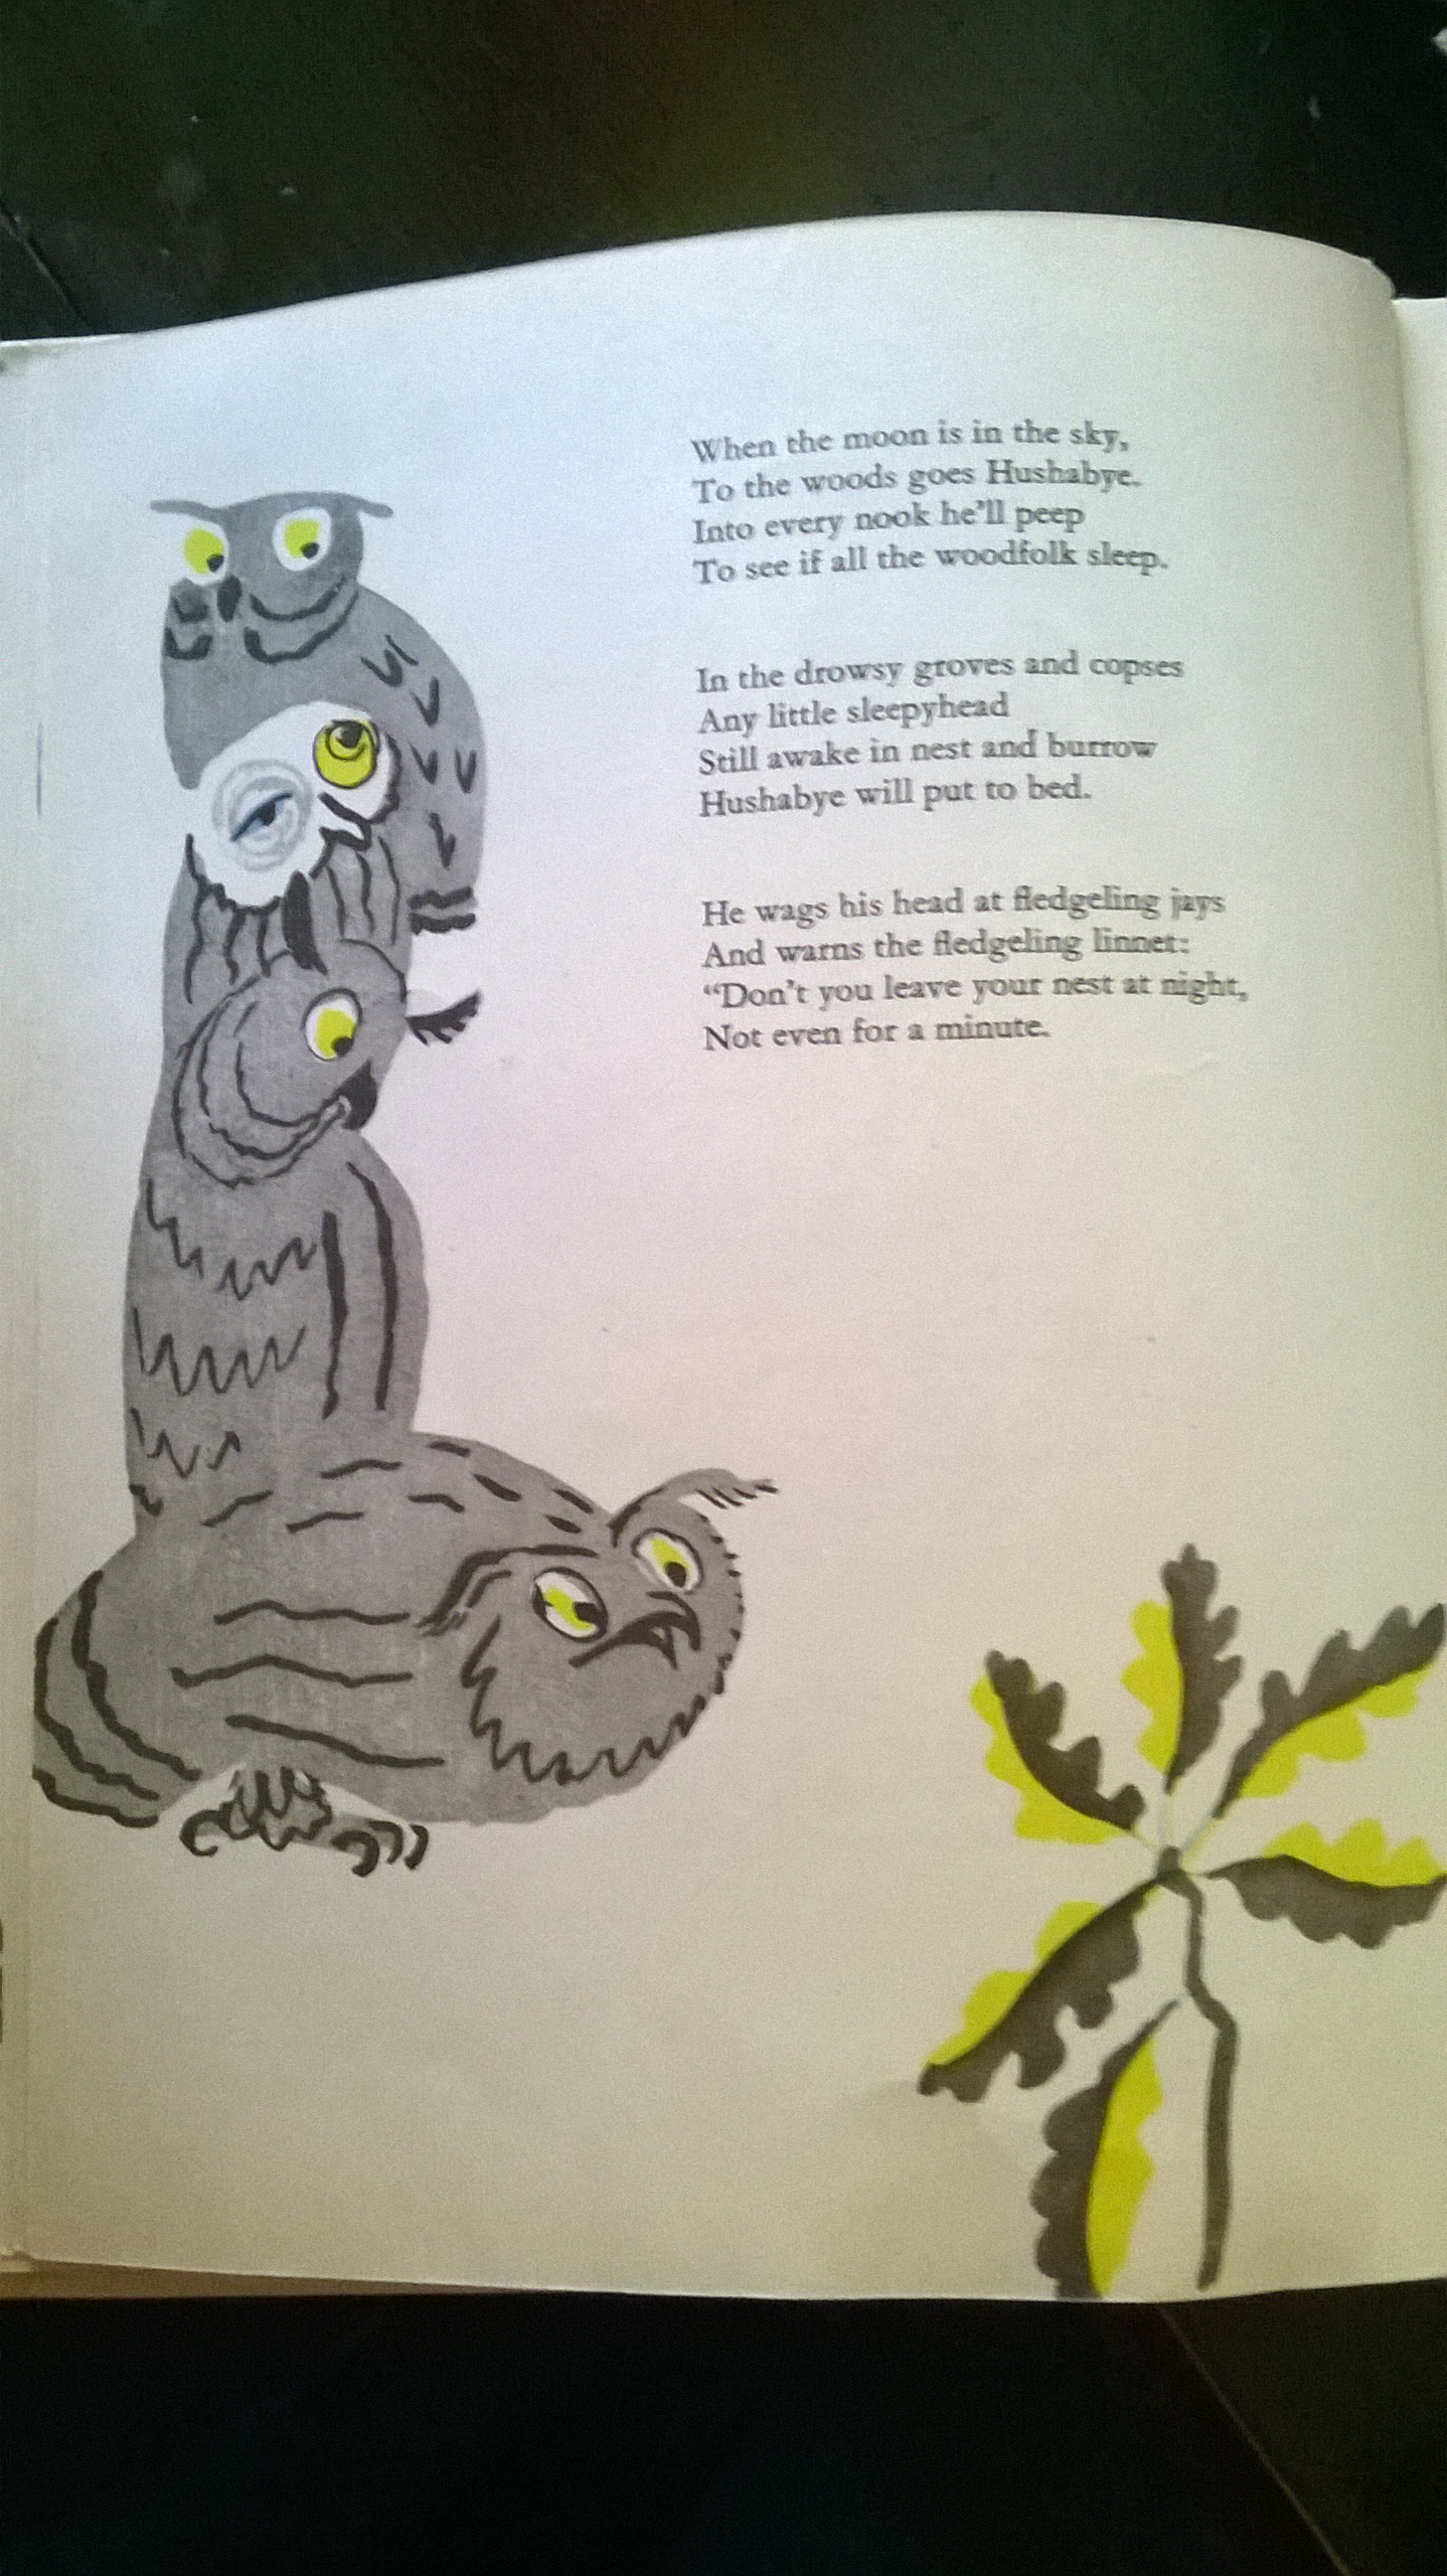 When the moon is in the sky,
To the woods goes Hushabye.
Into every nook he'll peep
To see if all the woodfolk sleep.
In the drowsy groves and copses
Any little sleepyhead
Still awake in nest and burrow
Hushabye will put to bed.
He wags his head at fledgeling jays
And warns the fledgeling linnet:
“Don't you leave your nest at night,
Not even for a minute.